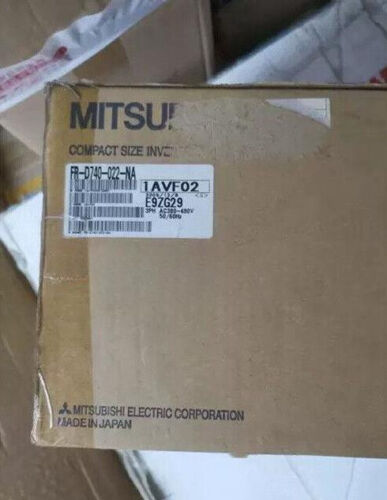 MITSU
COMPACT SIZE INVE
FR-D740-022-NA
1AVF02
E9ZG29
3PH AC380-480V
50/60Hz
MITSUBISHI ELECTRIC CORPORATION
MADE IN JAPAN